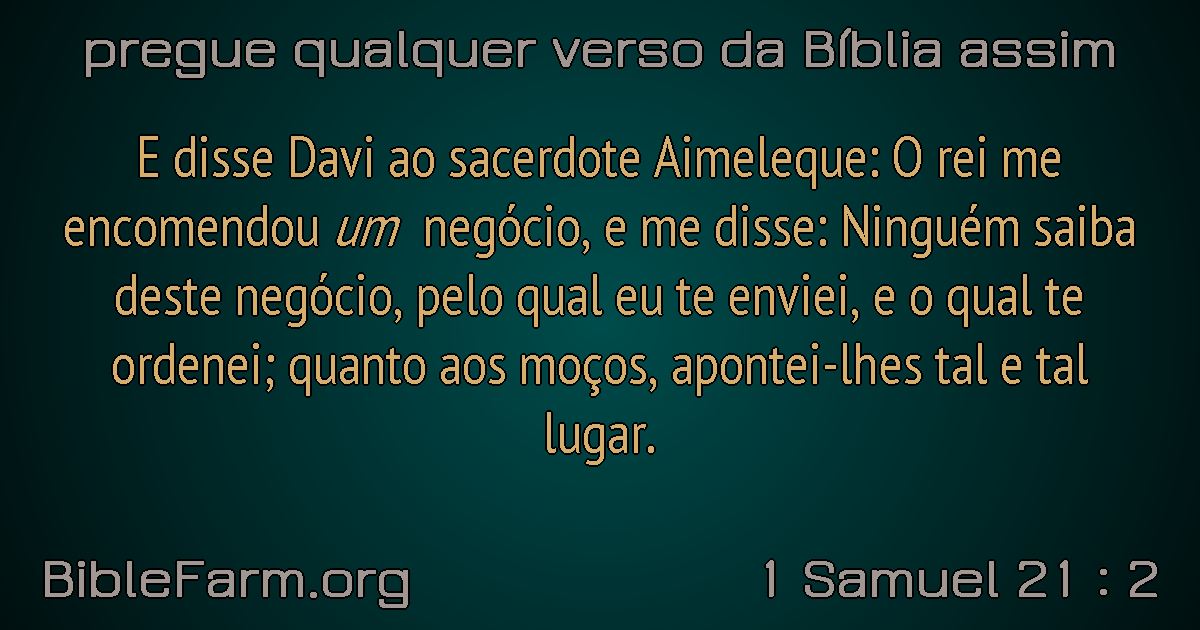 pregue qualquer verso da Bíblia assim
E disse Davi ao sacerdote Aimeleque: O rei me
encomendou um negócio, e me disse: Ninguém saiba
deste negócio, pelo qual eu te enviei, e o qual te
ordenei; quanto aos moços, apontei-lhes tal e tal
lugar.
BibleFarm.org
1 Samuel 21 : 2